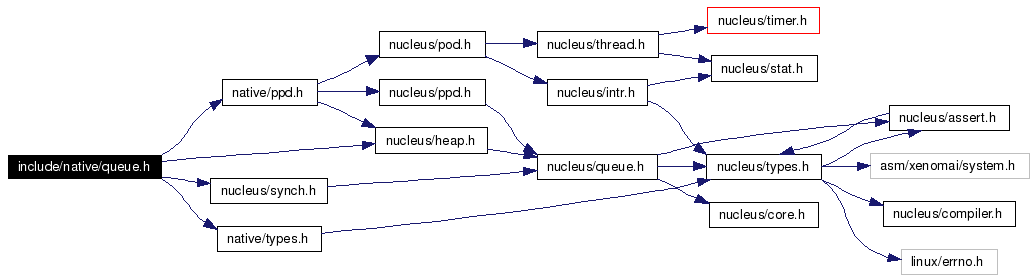 include/native/queue.h
native/ppd.h
nucleus/synch.h
native/types.h
nucleus/pod.h
nucleus/ppd.h
nucleus/heap.h
nucleus/thread.h
nucleus/intr.h
nucleus/queue.h
nucleus/timer.h
nucleus/stat.h
nucleus/types.h
nucleus/core.h
nucleus/assert.h
asm/xenomai/system.h
nucleus/compiler.h
linux/errno.h